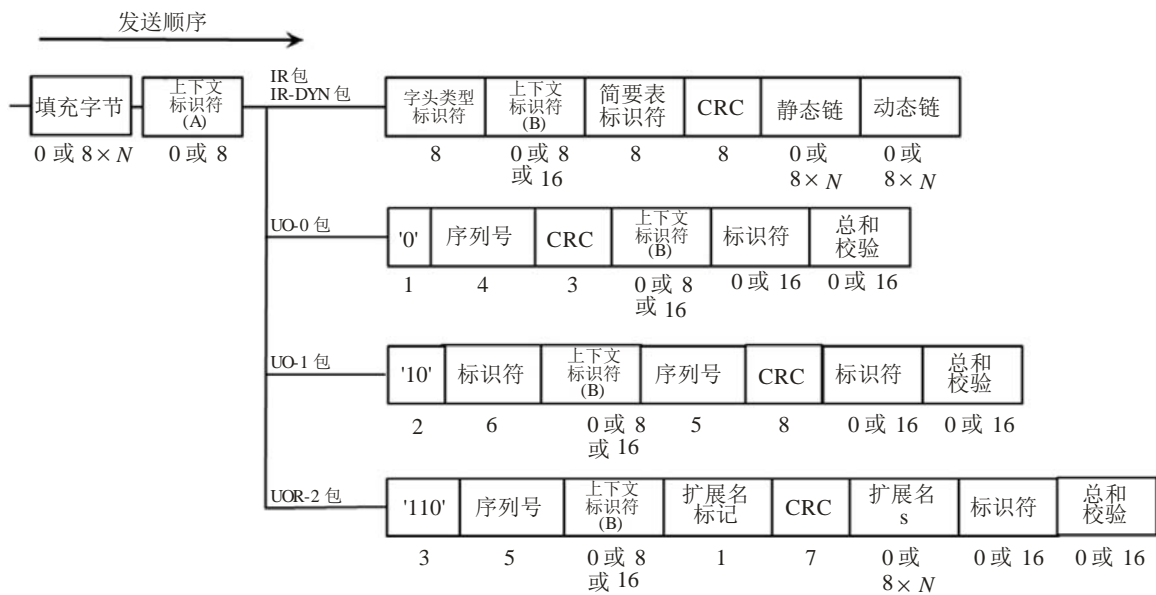 发送顺序
填充字节
上下文
标识符
(A)
0 或 8 × N
0 或 8
IR 包
IR-DYN 包
字头类型
标识符
上下文
标识符
(B)
简要表
标识符
CRC
静态链
动态链
8
0 或 8
或 16
8
8
0 或
8 × N
0 或
8 × N
UO-0 包
'0'
序列号
CRC
上下文
标识符
(B)
标识符
总和
校验
1
4
3
0 或 8
或 16
0 或 16
0 或 16
UO-1 包
'10'
标识符
上下文
标识符
(B)
序列号
CRC
标识符
总和
校验
2
6
0 或 8
或 16
5
8
0 或 16
0 或 16
UOR-2 包
'110'
序列号
上下文
标识符
(B)
扩展名
标记
CRC
扩展名
s
标识符
总和
校验
3
5
0 或 8
或 16
1
7
0 或
8 × N
0 或 16
0 或 16